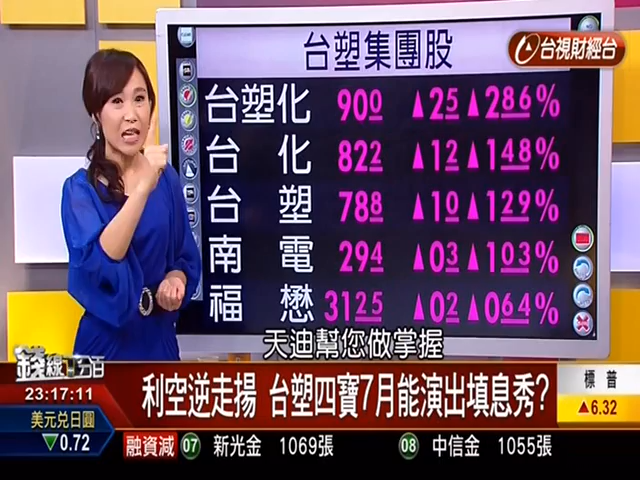 台塑集團股
台視財經台
台塑化 900 ▲25 ▲286%
台化 822 ▲12 ▲148%
台塑 788 ▲10 ▲129%
南電 294 ▲03 ▲103%
福懋 3125 ▲02 ▲064%
天迪幫您做掌握
錢線百分百
23:17:11
利空逆走揚 台塑四寶7月能演出填息秀?
標普
▲6.32
美元兌日圓
▽0.72
融資減 07 新光金 1069張 08 中信金 1055張